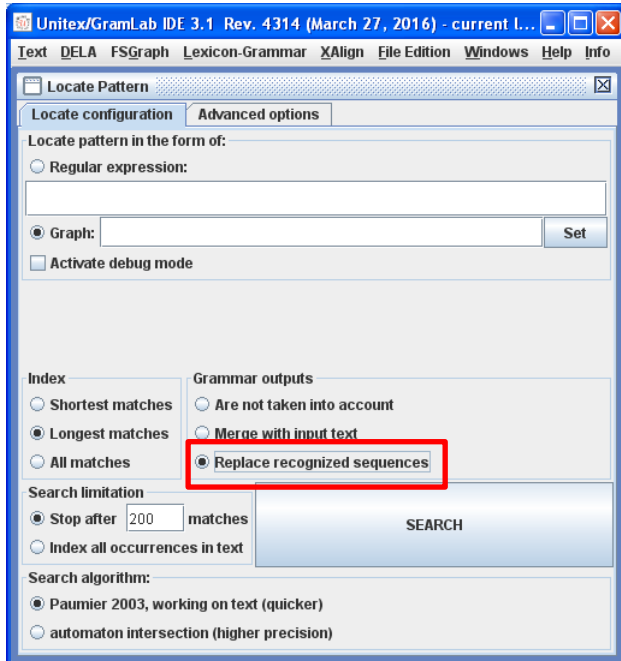 Unitex/GramLab IDE 3.1 Rev. 4314 (March 27, 2016) - current l...
Text DELA FSGraph Lexicon-Grammar XAlign File Edition Windows Help Info
Locate Pattern
Locate configuration Advanced options
Locate pattern in the form of:
Regular expression:
Graph: Set
Activate debug mode
Index
Shortest matches
Longest matches
All matches
Grammar outputs
Are not taken into account
Merge with input text
Replace recognized sequences
Search limitation
Stop after 200 matches
Index all occurrences in text
SEARCH
Search algorithm:
Paumier 2003, working on text (quicker)
automaton intersection (higher precision)